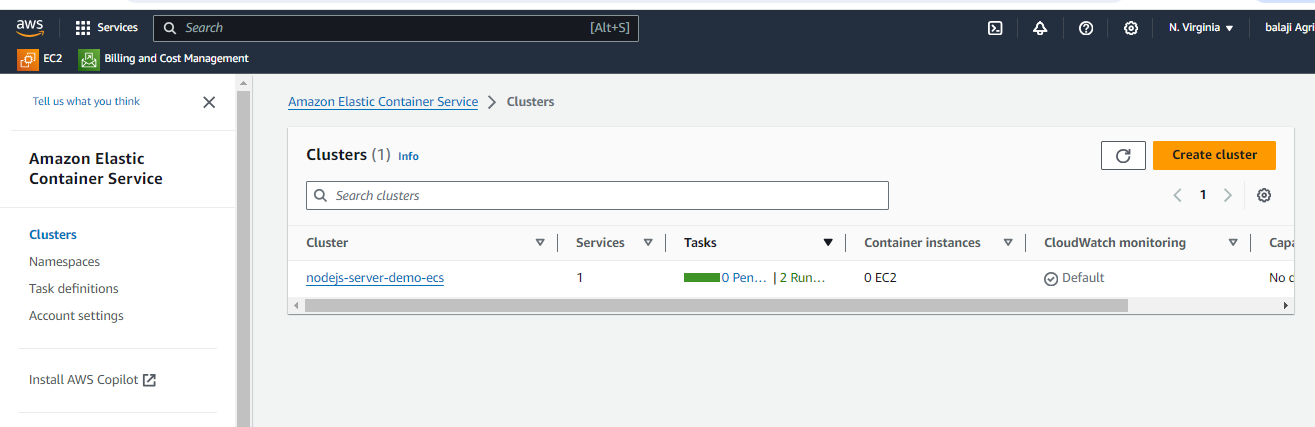 aws Services Search [Alt+S] N. Virginia balaji Agri
EC2 Billing and Cost Management
Tell us what you think
Amazon Elastic Container Service
Clusters
Namespaces
Task definitions
Account settings
Install AWS Copilot
Amazon Elastic Container Service > Clusters
Clusters (1) Info Create cluster
Search clusters 1
Cluster Services Tasks Container instances CloudWatch monitoring Capa
nodejs-server-demo-ecs 1 0 Pen... | 2 Run... 0 EC2 Default No d